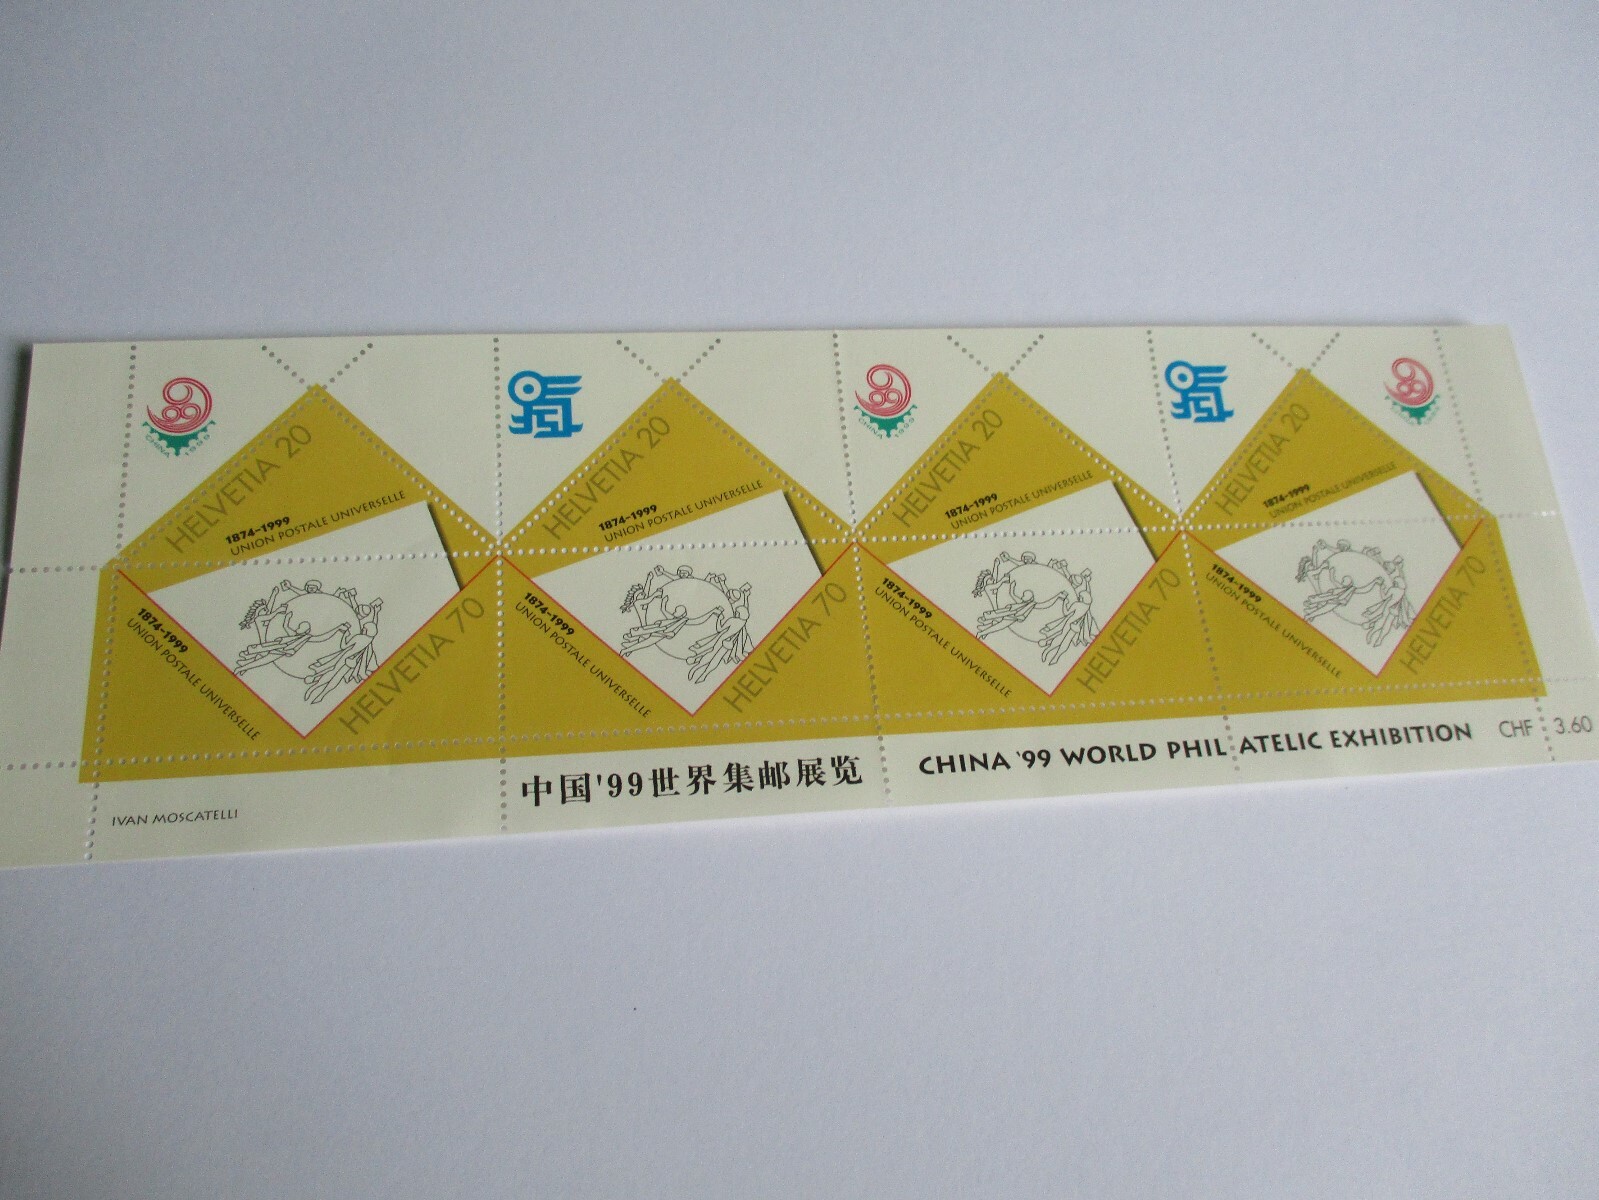 CHINA 1999
CHINA 1999
CHINA 1999
HELVETIA 20
1874-1999
UNION POSTALE UNIVERSELLE
HELVETIA 20
1874-1999
UNION POSTALE UNIVERSELLE
HELVETIA 20
1874-1999
UNION POSTALE UNIVERSELLE
HELVETIA 20
1874-1999
UNION POSTALE UNIVERSELLE
1874-1999
UNION POSTALE UNIVERSELLE
HELVETIA 70
1874-1999
UNION POSTALE UNIVERSELLE
HELVETIA 70
1874-1999
UNION POSTALE UNIVERSELLE
HELVETIA 70
1874-1999
UNION POSTALE UNIVERSELLE
HELVETIA 70
IVAN MOSCATELLI
中国'99世界集邮展览
CHINA '99 WORLD PHILATELIC EXHIBITION
CHF 3.60